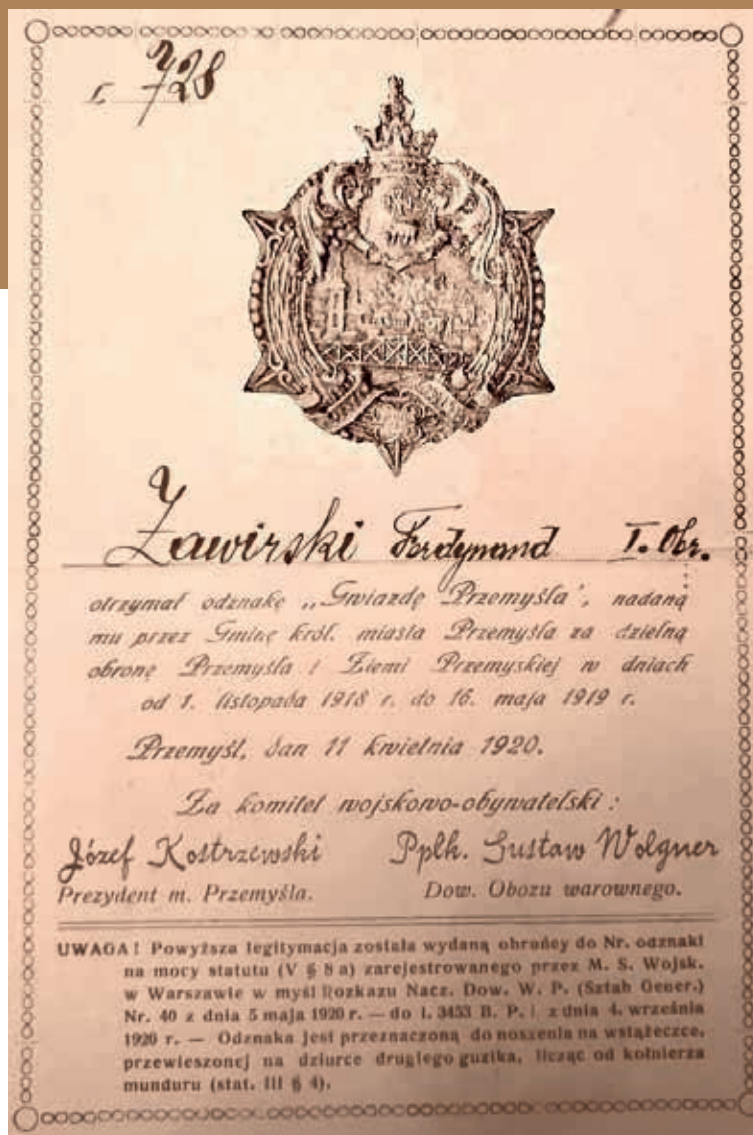 L. 728
Zawirski Ferdynand I. Obr.
otrzymał odznakę „Gwiazdę Przemyśla‘, nadaną
mu przez Gminę król. miasta Przemyśla za dzielną
obronę Przemyśla i Ziemi Przemyskiej w dniach
od 1. listopada 1918 r. do 16. maja 1919 r.
Przemyśl, dan 11 kwietnia 1920.
Za komitet wojskowo-obywatelski :
Józef Kostrzewski Pplk. Gustaw Wolgner
Prezydent m. Przemyśla. Dow. Obozu warownego.
UWAGA ! Powyższa legitymacja została wydaną obrońcy do Nr. odznaki
na mocy statutu (V § 8 a) zarejestrowanego przez M. S. Wojsk.
w Warszawie w myśl Rozkazu Nacz. Dow. W. P. (Sztab Gener.)
Nr. 40 z dnia 5 maja 1920 r. — do l. 3453 B. P. i z dnia 4. września
1920 r. — Odznaka jest przeznaczoną do noszenia na wstążeczce,
przewieszonej na dziurce drugiego guzika, licząc od kołnierza
munduru (stat. III § 4).